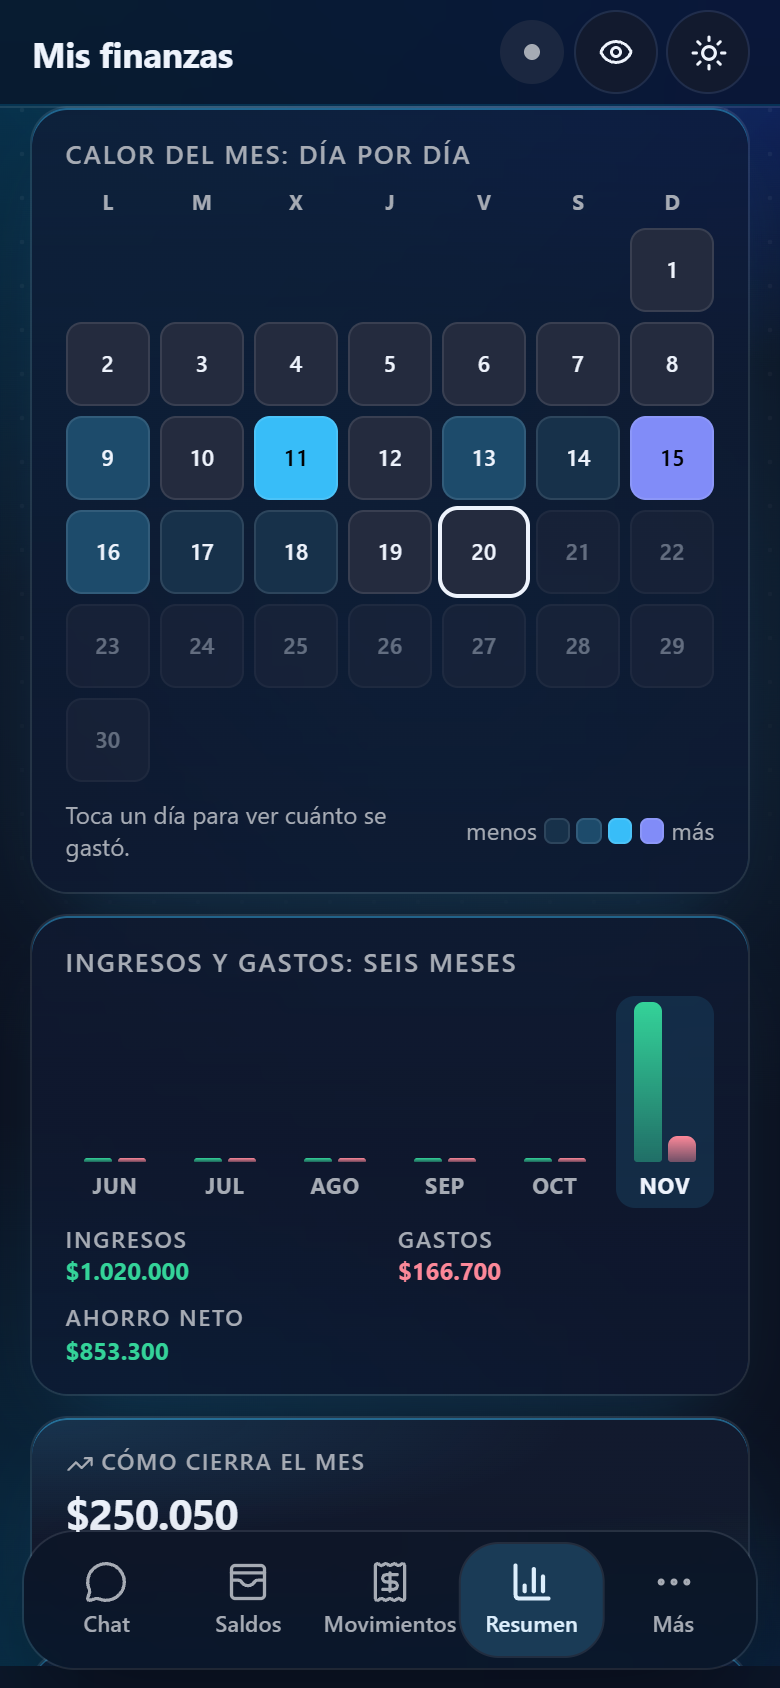 Mis finanzas
CALOR DEL MES: DÍA POR DÍA
L M X J V S D
1
2 3 4 5 6 7 8
9 10 11 12 13 14 15
16 17 18 19 20 21 22
23 24 25 26 27 28 29
30
Toca un día para ver cuánto se
gastó.
menos más
INGRESOS Y GASTOS: SEIS MESES
JUN JUL AGO SEP OCT NOV
INGRESOS GASTOS
$1.020.000 $166.700
AHORRO NETO
$853.300
CÓMO CIERRA EL MES
$250.050
Chat Saldos Movimientos Resumen Más